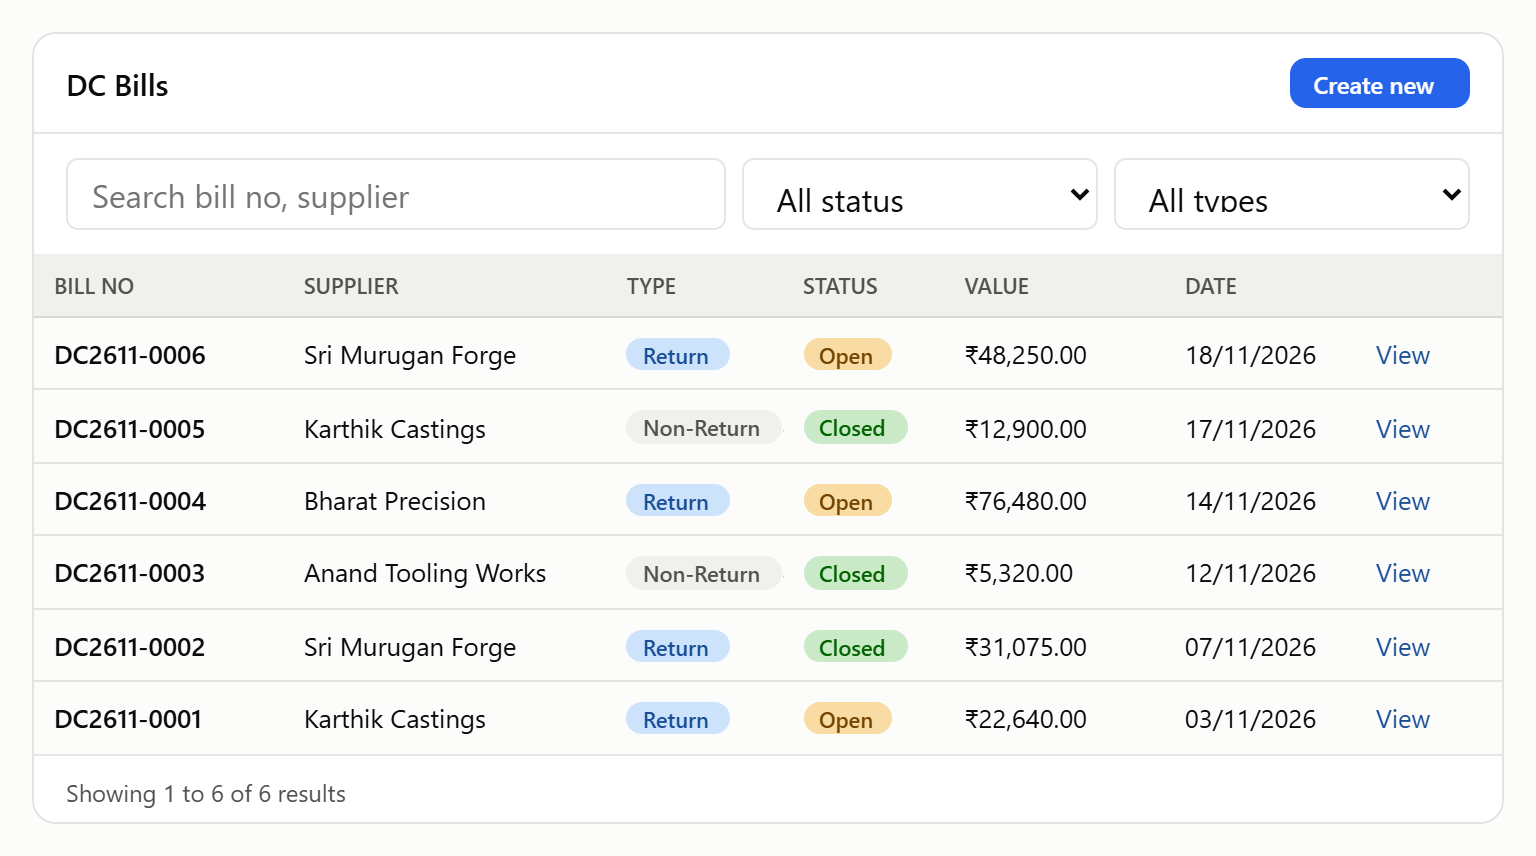 DC Bills
Create new
Search bill no, supplier
All status
All types
BILL NO SUPPLIER TYPE STATUS VALUE DATE
DC2611-0006 Sri Murugan Forge Return Open ₹48,250.00 18/11/2026 View
DC2611-0005 Karthik Castings Non-Return Closed ₹12,900.00 17/11/2026 View
DC2611-0004 Bharat Precision Return Open ₹76,480.00 14/11/2026 View
DC2611-0003 Anand Tooling Works Non-Return Closed ₹5,320.00 12/11/2026 View
DC2611-0002 Sri Murugan Forge Return Closed ₹31,075.00 07/11/2026 View
DC2611-0001 Karthik Castings Return Open ₹22,640.00 03/11/2026 View
Showing 1 to 6 of 6 results